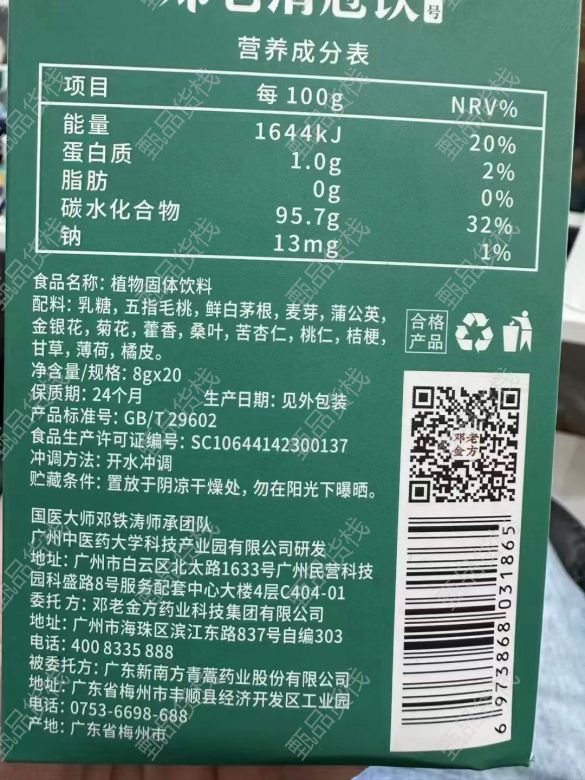 邓老清冠饮
号
营养成分表
项目 每100g NRV%
能量 1644kJ 20%
蛋白质 1.0g 2%
脂肪 0g 0%
碳水化合物 95.7g 32%
钠 13mg 1%
食品名称: 植物固体饮料
配料: 乳糖, 五指毛桃, 鲜白茅根, 麦芽, 蒲公英,
金银花, 菊花, 藿香, 桑叶, 苦杏仁, 桃仁, 桔梗,
甘草, 薄荷, 橘皮。
净含量/规格: 8gx20
保质期: 24个月 生产日期: 见外包装
产品标准号: GB/T 29602
食品生产许可证编号: SC10644142300137
冲调方法: 开水冲调
贮藏条件: 置放于阴凉干燥处, 勿在阳光下曝晒。
合格
产品
邓老
金方
国医大师邓铁涛师承团队
广州中医药大学科技产业园有限公司研发
地址: 广州市白云区北太路1633号广州民营科技
园科盛路8号服务配套中心大楼4层C404-01
委托方: 邓老金方药业科技集团有限公司
地址: 广州市海珠区滨江东路837号自编303
电话: 400 8335 888
被委托方: 广东新南方青蒿药业股份有限公司
地址: 广东省梅州市丰顺县经济开发区工业园
电话: 0753-6698-688
产地: 广东省梅州市
6973868031865
甄品货栈